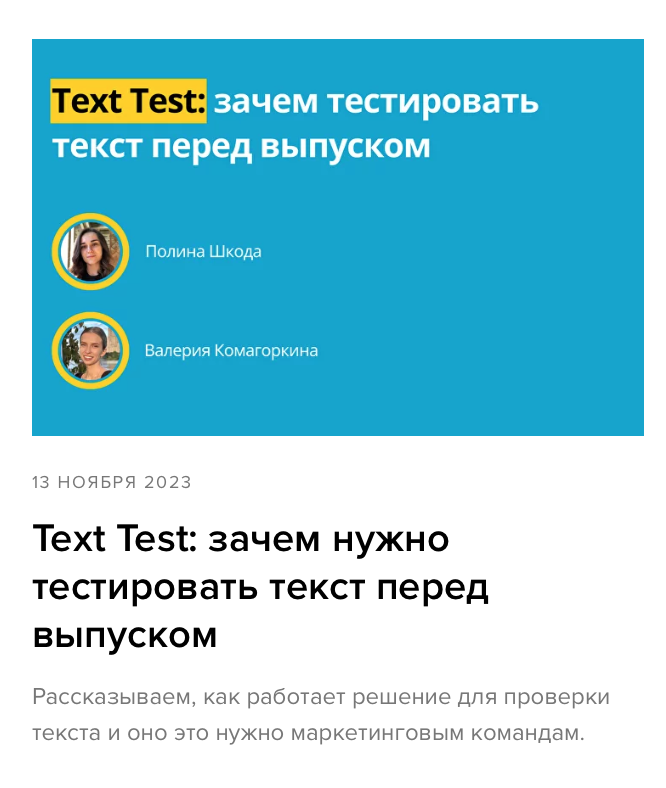 Text Test: зачем тестировать
текст перед выпуском
Полина Шкода
Валерия Комагоркина
13 НОЯБРЯ 2023
Text Test: зачем нужно
тестировать текст перед
выпуском
Рассказываем, как работает решение для проверки
текста и оно это нужно маркетинговым командам.